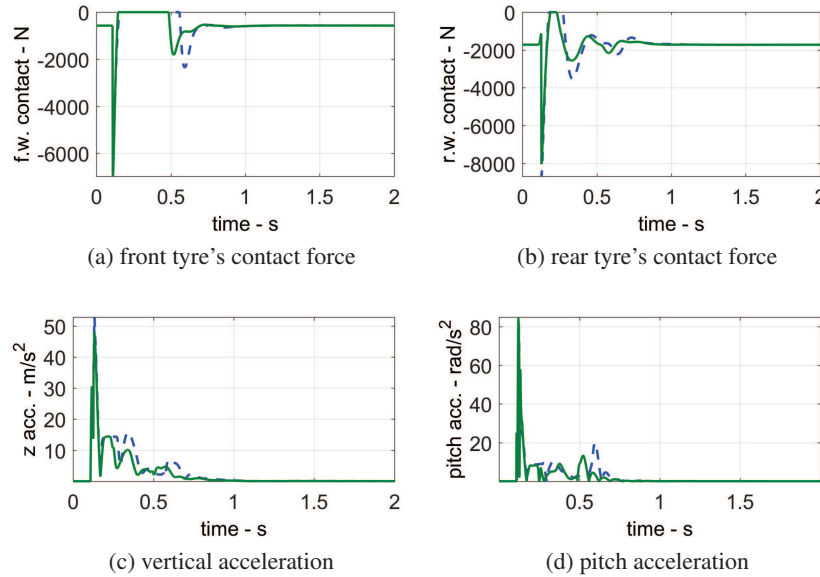 0
-2000
-4000
-6000
f.w. contact - N
0 0.5 1 1.5 2
time - s
(a) front tyre's contact force
0
-2000
-4000
-6000
-8000
r.w. contact - N
0 0.5 1 1.5 2
time - s
(b) rear tyre's contact force
50
40
30
20
10
z acc. - m/s²
0 0.5 1 1.5 2
time - s
(c) vertical acceleration
80
60
40
20
pitch acc. - rad/s²
0.5 1 1.5 2
time - s
(d) pitch acceleration